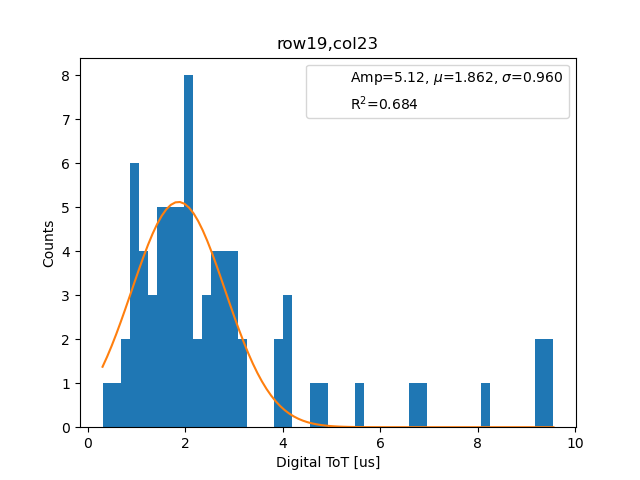 row19,col23
Amp=5.12, μ=1.862, σ=0.960
R²=0.684
8
7
6
5
4
3
2
1
0
Counts
0 2 4 6 8 10
Digital ToT [us]